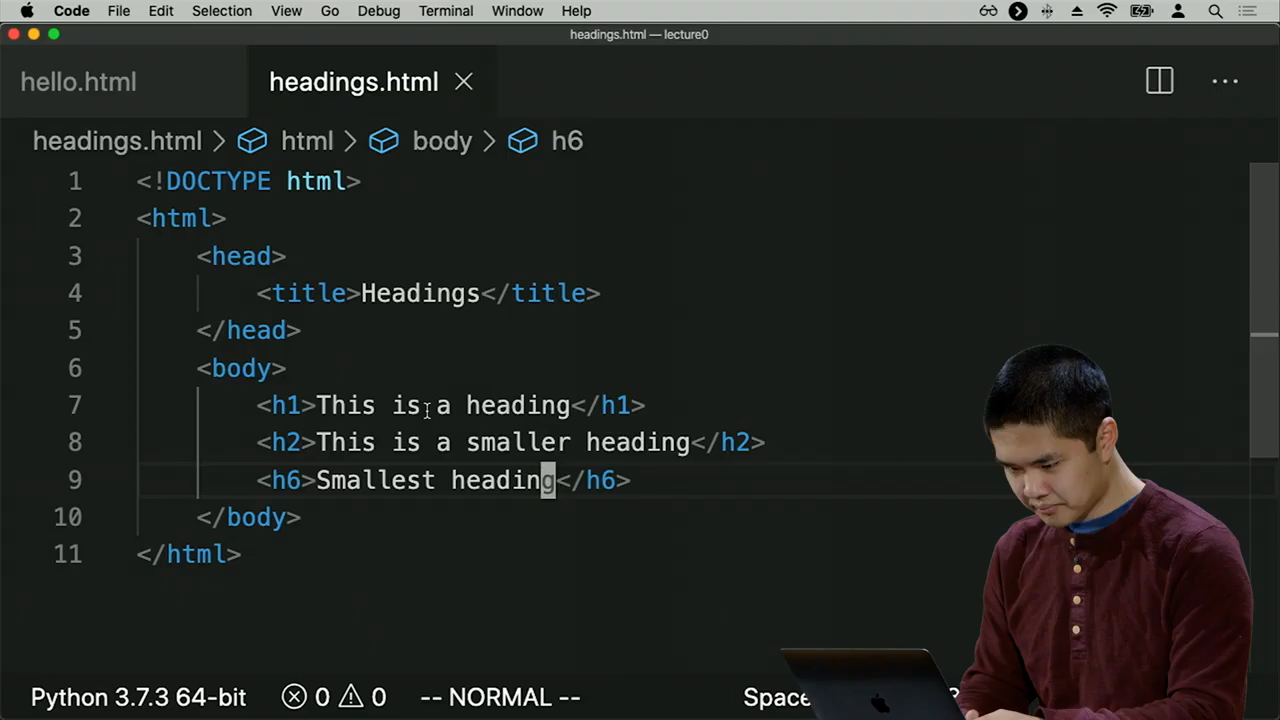 Code File Edit Selection View Go Debug Terminal Window Help
headings.html — lecture0
hello.html headings.html
headings.html > html > body > h6
1 <!DOCTYPE html>
2 <html>
3 <head>
4 <title>Headings</title>
5 </head>
6 <body>
7 <h1>This is a heading</h1>
8 <h2>This is a smaller heading</h2>
9 <h6>Smallest heading</h6>
10 </body>
11 </html>
Python 3.7.3 64-bit 0 0 -- NORMAL --